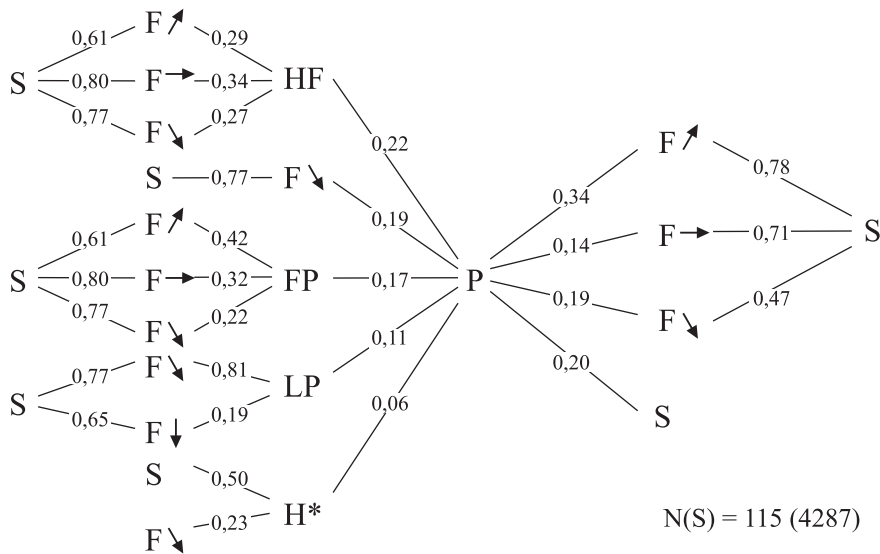 F ↗
0,61 0,29
S 0,80 F → 0,34 HF
0,77 0,27
F ↘
0,22
F ↗
0,78
S 0,77 F ↘
0,34
0,19
F ↗
0,61 0,42
0,14 F → 0,71 S
S 0,80 F → 0,32 FP 0,17 P
0,77 0,22
0,19 0,47
F ↘
F ↘
0,11
F ↘
0,77 0,81
0,20
LP
S
0,65 0,19
0,06
S
F ↓
S
0,50
H*
0,23
F ↘
N(S) = 115 (4287)